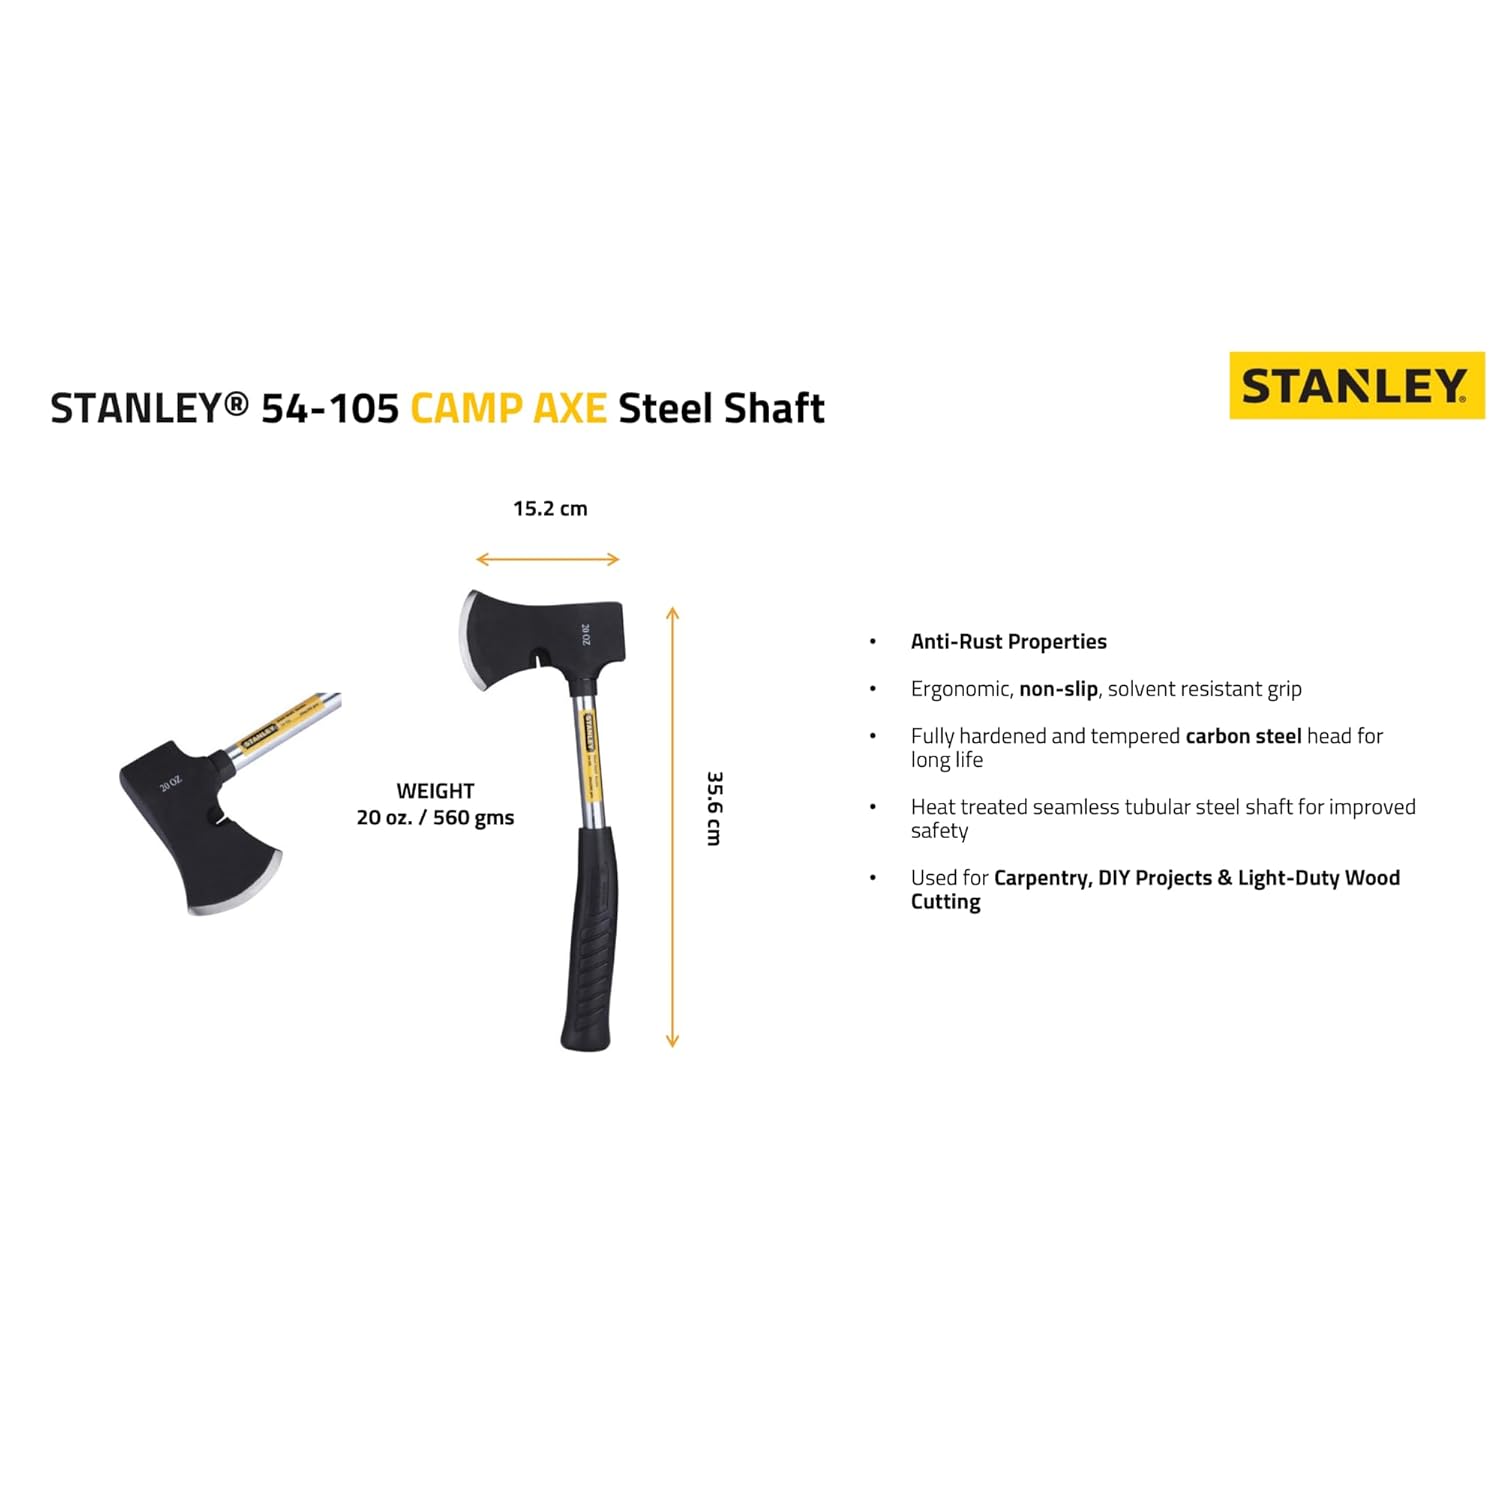 STANLEY® 54-105 CAMP AXE Steel Shaft
STANLEY®
15.2 cm
20 OZ
STANLEY
20 OZ
STANLEY
WEIGHT
20 oz. / 560 gms
35.6 cm
• Anti-Rust Properties
• Ergonomic, non-slip, solvent resistant grip
• Fully hardened and tempered carbon steel head for
long life
• Heat treated seamless tubular steel shaft for improved
safety
• Used for Carpentry, DIY Projects & Light-Duty Wood
Cutting